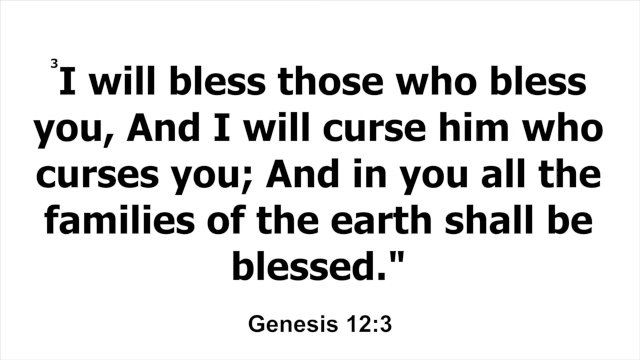 ³I will bless those who bless
you, And I will curse him who
curses you; And in you all the
families of the earth shall be
blessed."
Genesis 12:3